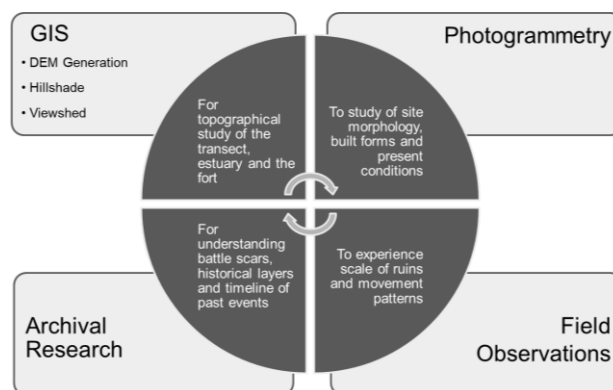 GIS
• DEM Generation
• Hillshade
• Viewshed
For
topographical
study of the
transect,
estuary and the
fort
Photogrammetry
To study of site
morphology,
built forms and
present
conditions
Archival
Research
For
understanding
battle scars,
historical layers
and timeline of
past events
To experience
scale of ruins
and movement
patterns
Field
Observations